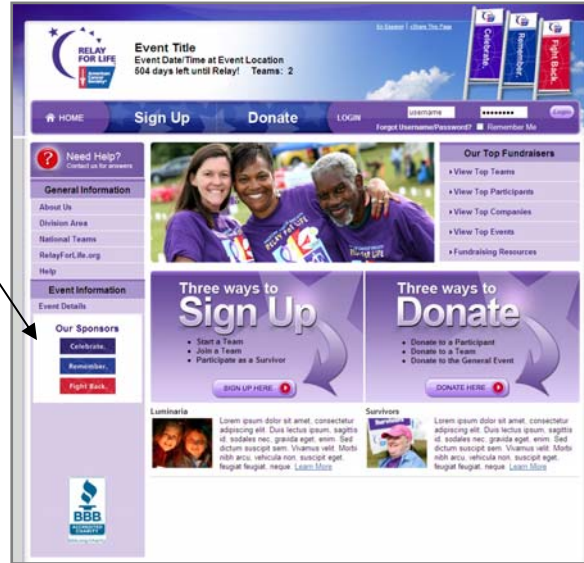 RELAY
FOR LIFE
American
Cancer
Society
Event Title
Event Date/Time at Event Location
504 days left until Relay! Teams: 2
En Espanol | Share This Page
Celebrate.
Remember.
Fight Back.
HOME
Sign Up
Donate
LOGIN
username
Login
Forgot Username/Password?
Remember Me
?
Need Help?
Contact us for answers
General Information
About Us
Division Area
National Teams
RelayForLife.org
Help
Event Information
Event Details
Our Sponsors
Celebrate.
Remember.
Fight Back.
BBB
ACCREDITED
CHARITY
RELAY FOR LIFE
Our Top Fundraisers
View Top Teams
View Top Participants
View Top Companies
View Top Events
Fundraising Resources
Three ways to
Sign Up
• Start a Team
• Join a Team
• Participate as a Survivor
SIGN UP HERE
Three ways to
Donate
• Donate to a Participant
• Donate to a Team
• Donate to the General Event
DONATE HERE
Luminaria
Lorem ipsum dolor sit amet, consectetur
adipiscing elit. Duis lectus ipsum, sagittis
id, sodales nec, gravida eget, enim. Sed
dictum suscipit sem. Vivamus velit. Morbi
nibh arcu, vehicula non, suscipit eget,
feugiat feugiat, neque. Learn More
Survivors
Lorem ipsum dolor sit amet, consectetur
adipiscing elit. Duis lectus ipsum, sagittis
id, sodales nec, gravida eget, enim. Sed
dictum suscipit sem. Vivamus velit. Morbi
nibh arcu, vehicula non, suscipit eget,
feugiat feugiat, neque. Learn More